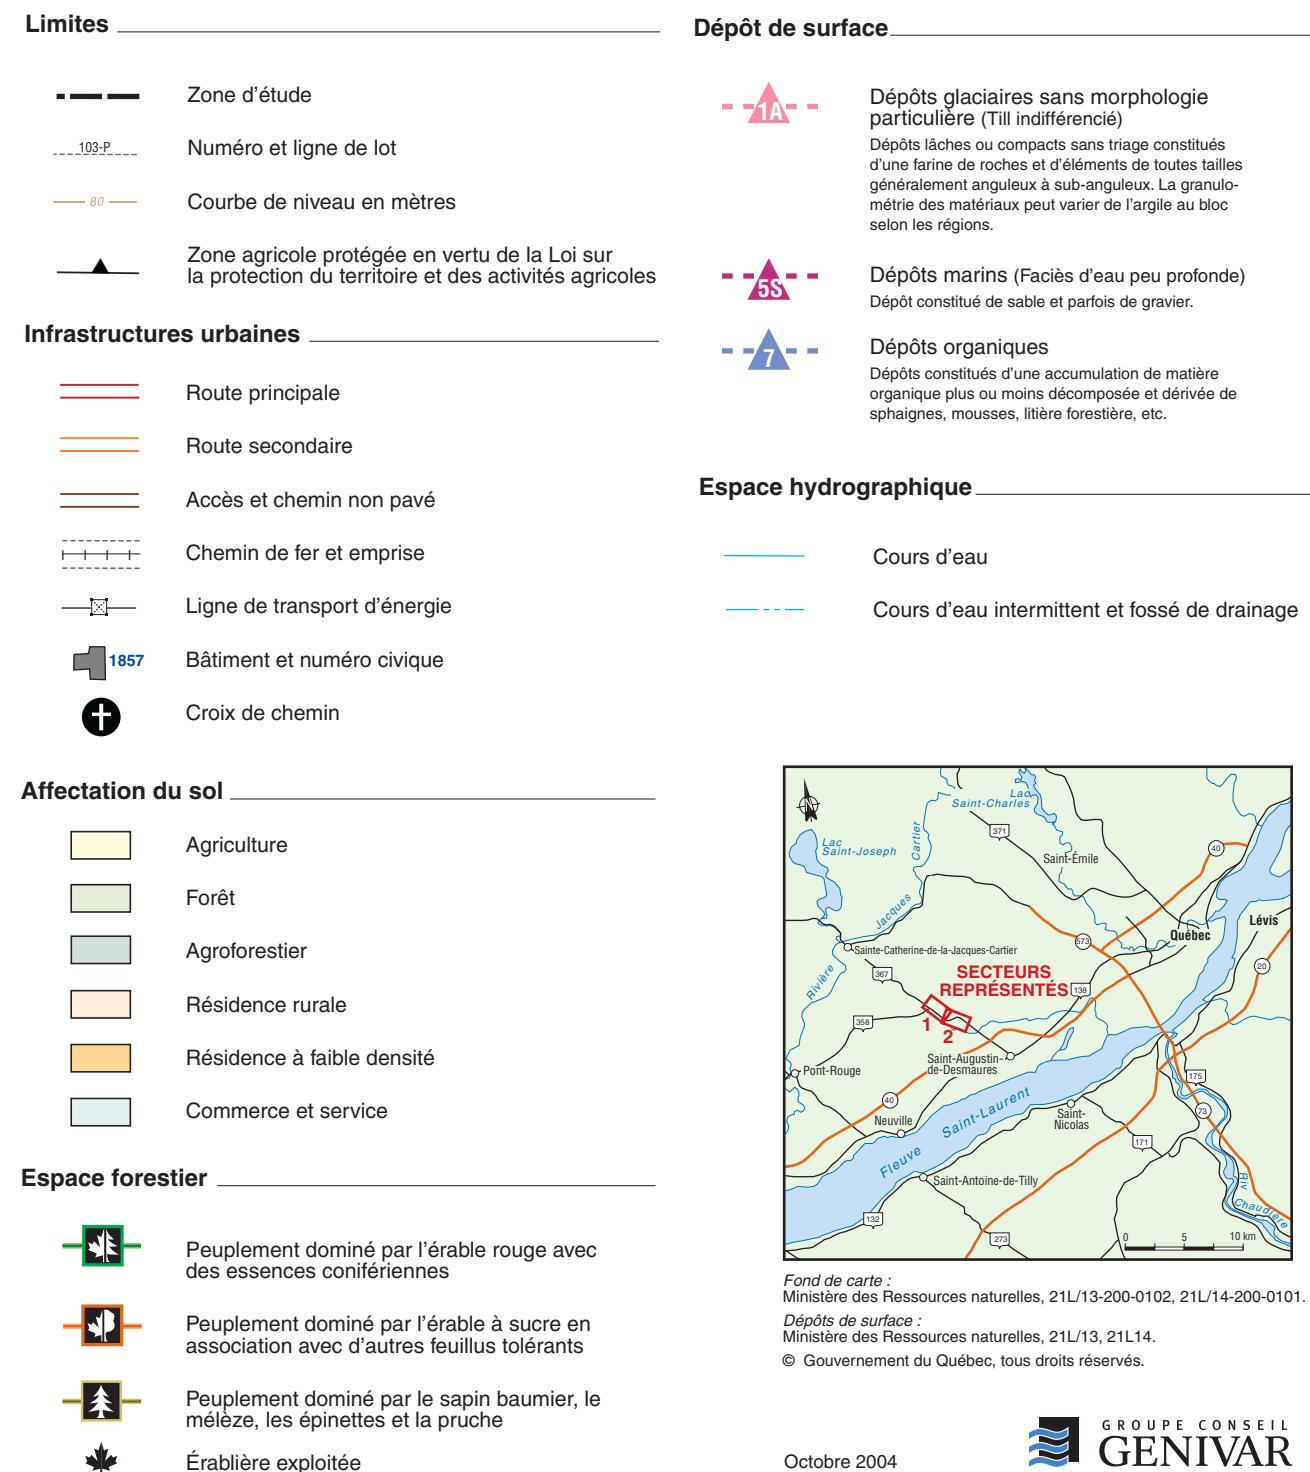 Limites
Zone d'étude
103-P
Numéro et ligne de lot
80
Courbe de niveau en mètres
Zone agricole protégée en vertu de la Loi sur
la protection du territoire et des activités agricoles
Infrastructures urbaines
Route principale
Route secondaire
Accès et chemin non pavé
Chemin de fer et emprise
Ligne de transport d'énergie
1857
Bâtiment et numéro civique
Croix de chemin
Affectation du sol
Agriculture
Forêt
Agroforestier
Résidence rurale
Résidence à faible densité
Commerce et service
Espace forestier
Peuplement dominé par l'érable rouge avec
des essences conifériennes
Peuplement dominé par l'érable à sucre en
association avec d'autres feuillus tolérants
Peuplement dominé par le sapin baumier, le
mélèze, les épinettes et la pruche
Érablière exploitée
Dépôt de surface
1A
Dépôts glaciaires sans morphologie
particulière (Till indifférencié)
Dépôts lâches ou compacts sans triage constitués
d'une farine de roches et d'éléments de toutes tailles
généralement anguleux à sub-anguleux. La granulo-
métrie des matériaux peut varier de l'argile au bloc
selon les régions.
5S
Dépôts marins (Faciès d'eau peu profonde)
Dépôt constitué de sable et parfois de gravier.
7
Dépôts organiques
Dépôts constitués d'une accumulation de matière
organique plus ou moins décomposée et dérivée de
sphaignes, mousses, litière forestière, etc.
Espace hydrographique
Cours d'eau
Cours d'eau intermittent et fossé de drainage
Lac
Saint-Charles
371
Lac
Saint-Joseph
Cartier
Saint-Émile
40
Jacques
Lévis
Québec
573
Sainte-Catherine-de-la-Jacques-Cartier
20
367
SECTEURS
REPRÉSENTÉS
138
Rivière
358
1
2
Saint-Augustin-
de-Desmaures
Pont-Rouge
175
40
73
Neuville
Saint-
Nicolas
Fleuve Saint-Laurent
171
Saint-Antoine-de-Tilly
Riv
Chaudière
132
273
0 5 10 km
Fond de carte :
Ministère des Ressources naturelles, 21L/13-200-0102, 21L/14-200-0101.
Dépôts de surface :
Ministère des Ressources naturelles, 21L/13, 21L14.
© Gouvernement du Québec, tous droits réservés.
Octobre 2004
GROUPE CONSEIL
GENIVAR